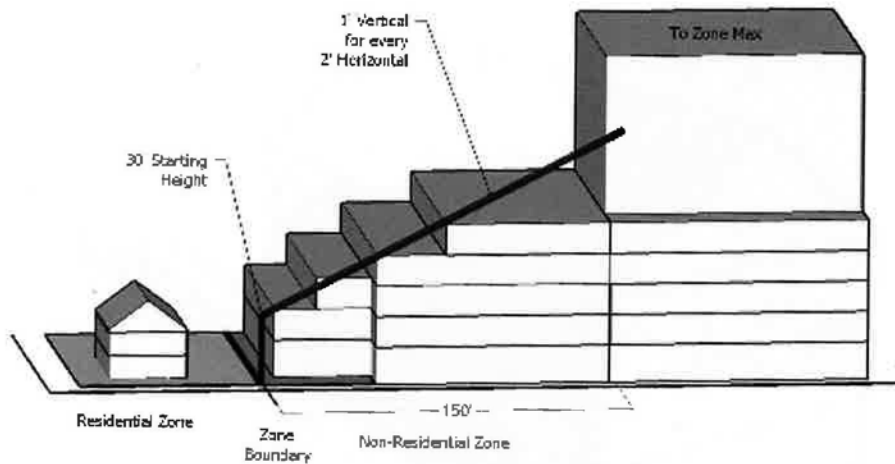 1' Vertical
for every
2' Horizontal
To Zone Max
30' Starting
Height
150'
Residential Zone
Zone
Boundary
Non-Residential Zone